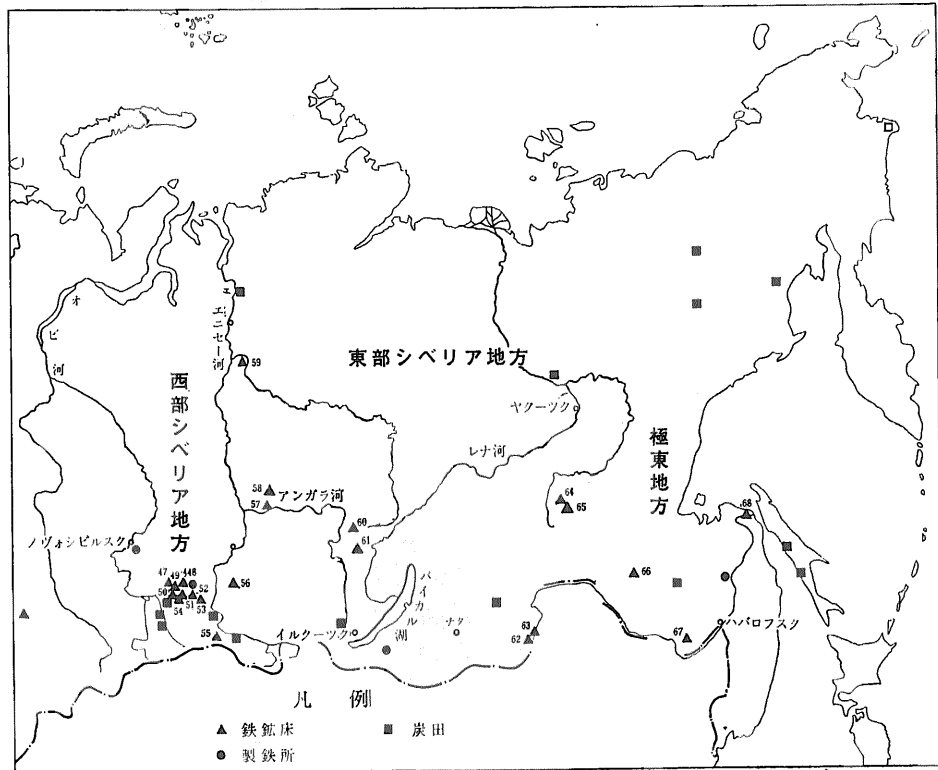 オビ河
エ
エニセー河
59
東部シベリア地方
西部シベリア地方
ヤクーツク
レナ河
極東地方
64
65
58
57
アンガラ河
60
61
68
ノヴォシビルスク
47
49
52
50
51
53
54
56
55
66
バイカル湖
イルクーツク
63
62
67
ハバロフスク
凡例
鉄鉱床
炭田
製鉄所